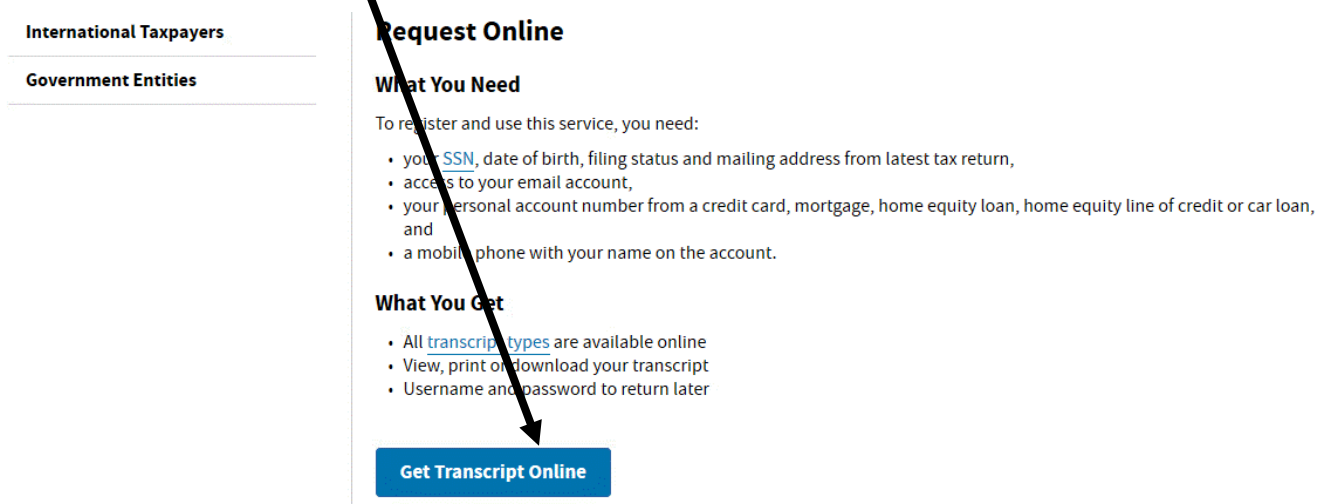 International Taxpayers
Government Entities
Request Online
What You Need
To register and use this service, you need:
• your SSN, date of birth, filing status and mailing address from latest tax return,
• access to your email account,
• your personal account number from a credit card, mortgage, home equity loan, home equity line of credit or car loan,
and
• a mobile phone with your name on the account.
What You Get
• All transcript types are available online
• View, print or download your transcript
• Username and password to return later
Get Transcript Online